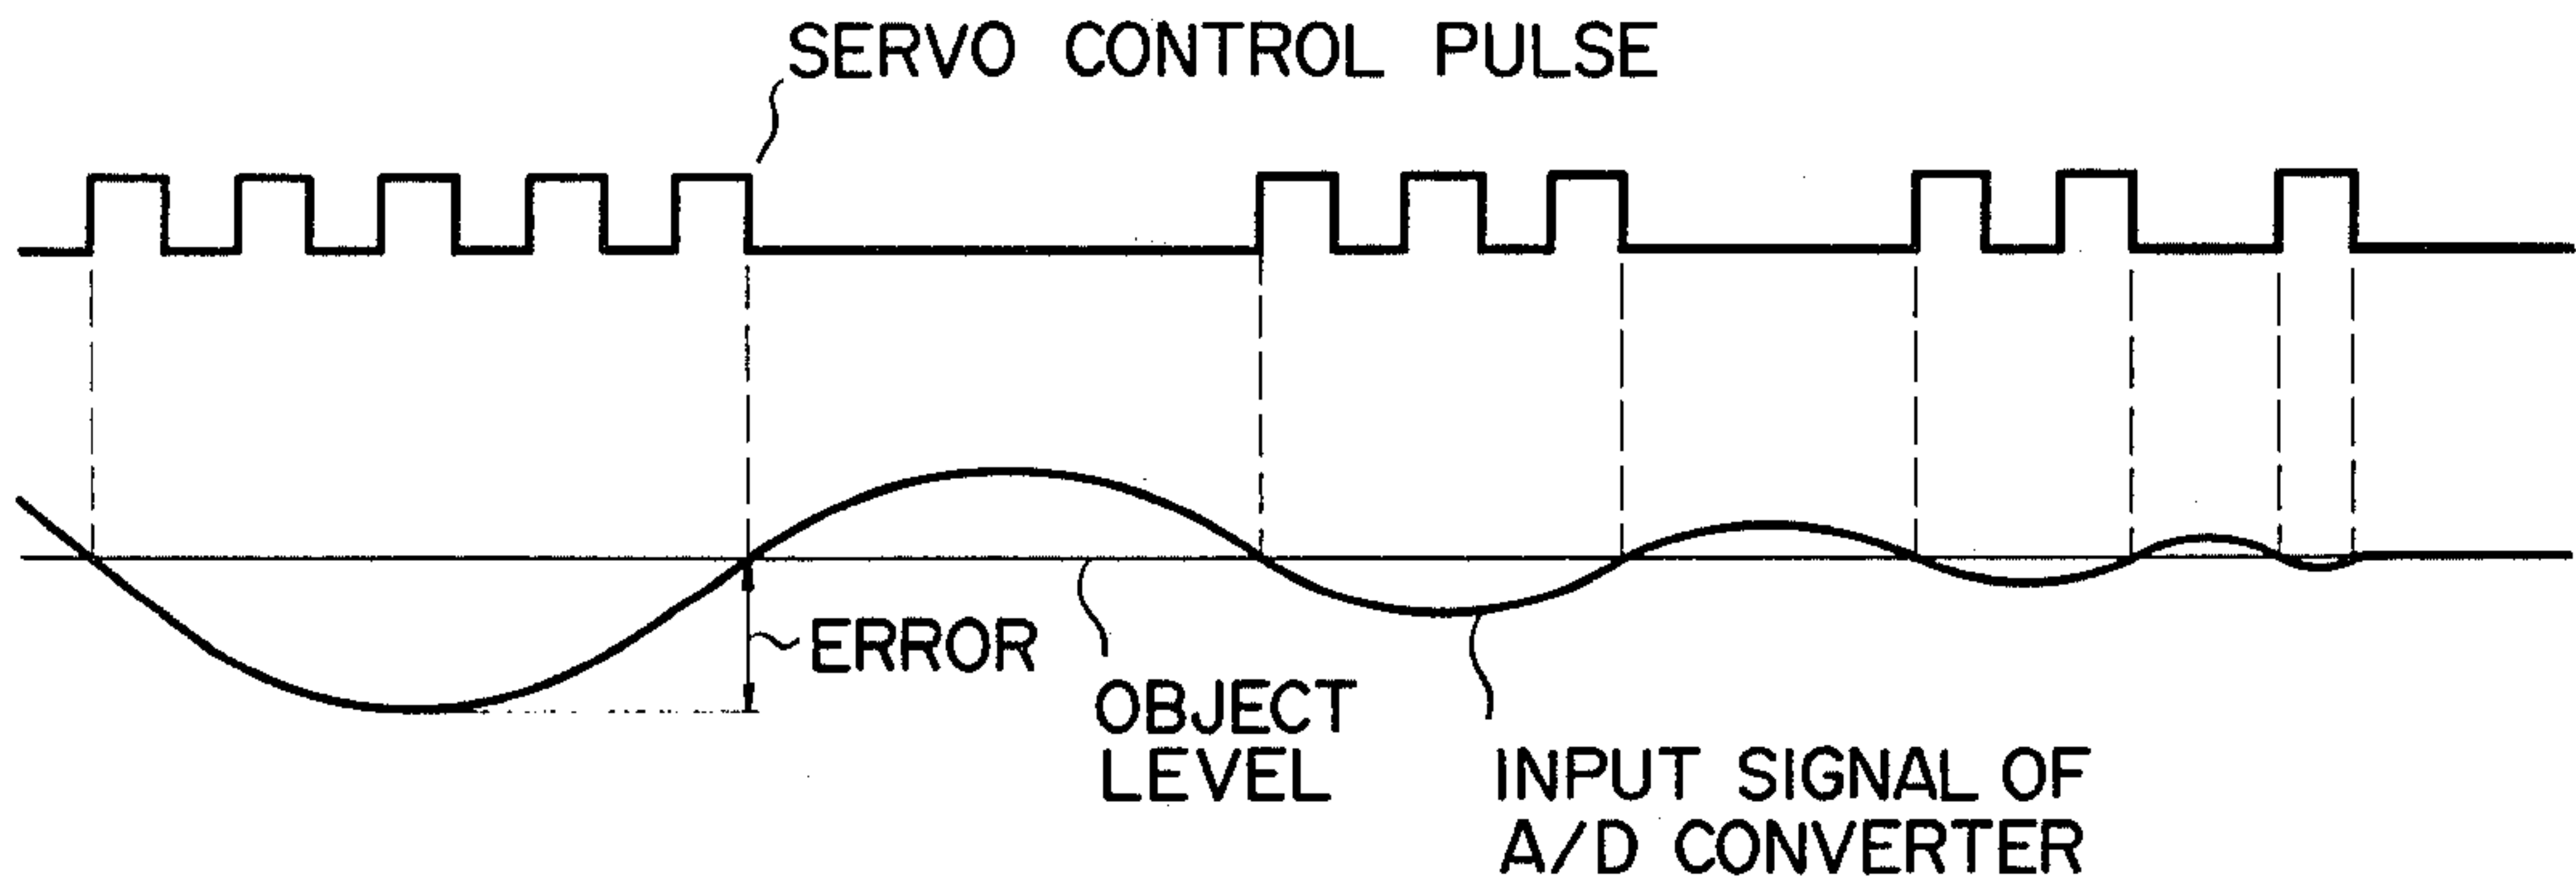 SERVO CONTROL PULSE
ERROR
OBJECT
LEVEL
INPUT SIGNAL OF
A/D CONVERTER